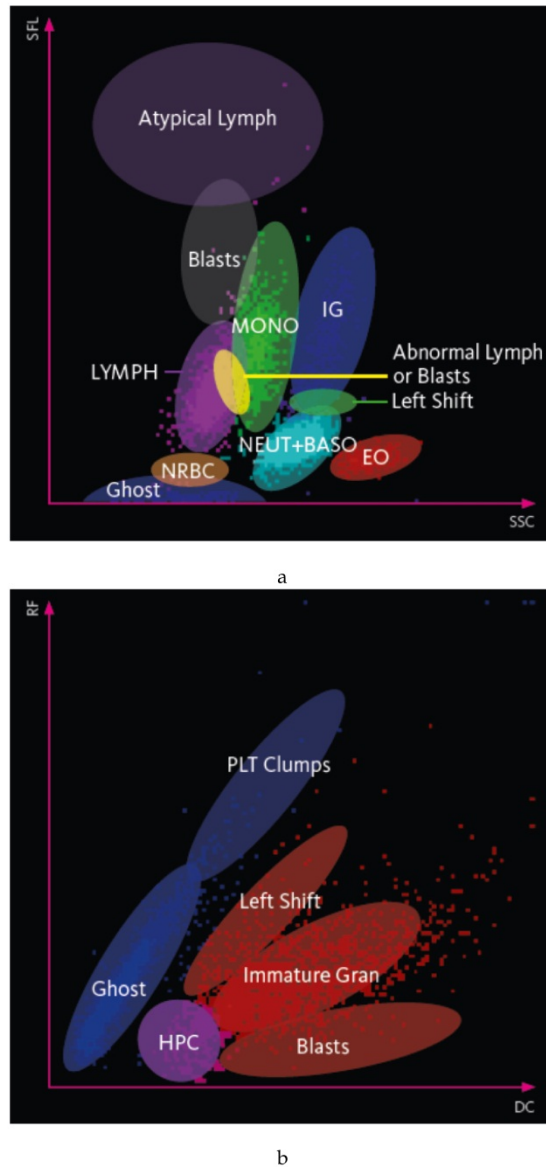 SFL
Atypical Lymph
Blasts
MONO
IG
LYMPH
Abnormal Lymph
or Blasts
Left Shift
NEUT+BASO
EO
NRBC
Ghost
SSC
a
RF
PLT Clumps
Left Shift
Immature Gran
Ghost
HPC
Blasts
DC
b